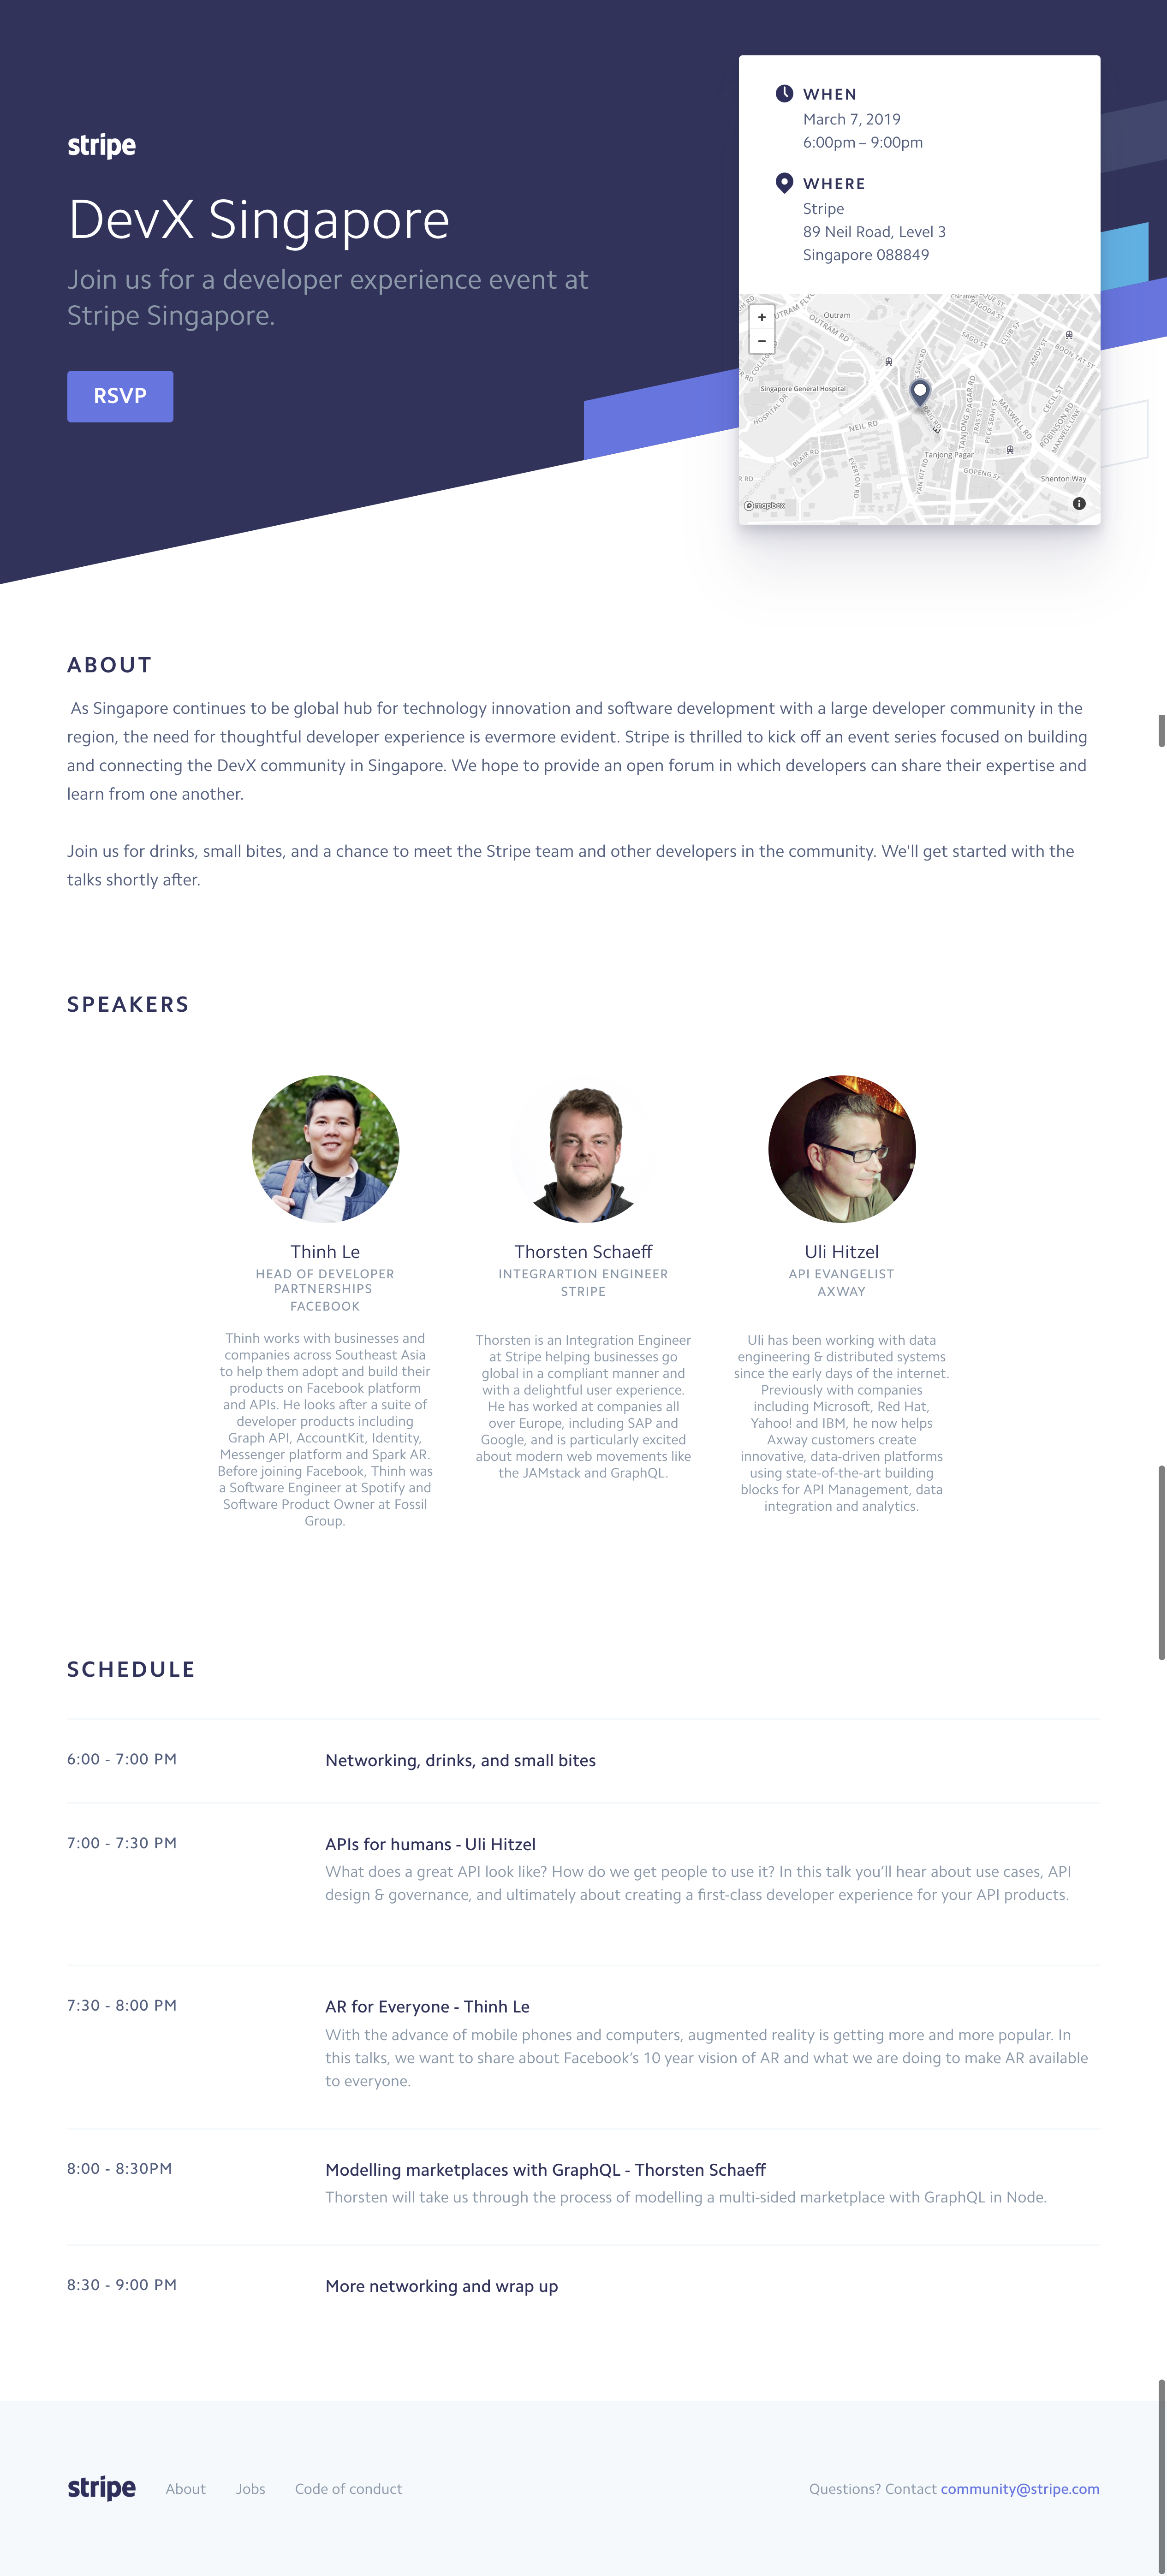 stripe
DevX Singapore
Join us for a developer experience event at
Stripe Singapore.
RSVP
WHEN
March 7, 2019
6:00pm – 9:00pm
WHERE
Stripe
89 Neil Road, Level 3
Singapore 088849
+
−
Chinatown
OUTRAM RD
Outram
PAGODA ST
SAGO ST
CLUB ST
AMOY ST
BOON TAT ST
Singapore General Hospital
HOSPITAL DR
NEIL RD
BLAIR RD
EVERTON RD
YAN KIT RD
TANJONG PAGAR RD
TRAS ST
PECK SEAH ST
MAXWELL RD
CECIL ST
ROBINSON RD
MAXWELL LINK
Tanjong Pagar
GOPENG ST
Shenton Way
mapbox
ABOUT
As Singapore continues to be global hub for technology innovation and software development with a large developer community in the
region, the need for thoughtful developer experience is evermore evident. Stripe is thrilled to kick off an event series focused on building
and connecting the DevX community in Singapore. We hope to provide an open forum in which developers can share their expertise and
learn from one another.
Join us for drinks, small bites, and a chance to meet the Stripe team and other developers in the community. We'll get started with the
talks shortly after.
SPEAKERS
Thinh Le
HEAD OF DEVELOPER
PARTNERSHIPS
FACEBOOK
Thinh works with businesses and
companies across Southeast Asia
to help them adopt and build their
products on Facebook platform
and APIs. He looks after a suite of
developer products including
Graph API, AccountKit, Identity,
Messenger platform and Spark AR.
Before joining Facebook, Thinh was
a Software Engineer at Spotify and
Software Product Owner at Fossil
Group.
Thorsten Schaeff
INTEGRARTION ENGINEER
STRIPE
Thorsten is an Integration Engineer
at Stripe helping businesses go
global in a compliant manner and
with a delightful user experience.
He has worked at companies all
over Europe, including SAP and
Google, and is particularly excited
about modern web movements like
the JAMstack and GraphQL.
Uli Hitzel
API EVANGELIST
AXWAY
Uli has been working with data
engineering & distributed systems
since the early days of the internet.
Previously with companies
including Microsoft, Red Hat,
Yahoo! and IBM, he now helps
Axway customers create
innovative, data-driven platforms
using state-of-the-art building
blocks for API Management, data
integration and analytics.
SCHEDULE
6:00 - 7:00 PM
Networking, drinks, and small bites
7:00 - 7:30 PM
APIs for humans - Uli Hitzel
What does a great API look like? How do we get people to use it? In this talk you’ll hear about use cases, API
design & governance, and ultimately about creating a first-class developer experience for your API products.
7:30 - 8:00 PM
AR for Everyone - Thinh Le
With the advance of mobile phones and computers, augmented reality is getting more and more popular. In
this talks, we want to share about Facebook’s 10 year vision of AR and what we are doing to make AR available
to everyone.
8:00 - 8:30PM
Modelling marketplaces with GraphQL - Thorsten Schaeff
Thorsten will take us through the process of modelling a multi-sided marketplace with GraphQL in Node.
8:30 - 9:00 PM
More networking and wrap up
stripe About Jobs Code of conduct Questions? Contact community@stripe.com